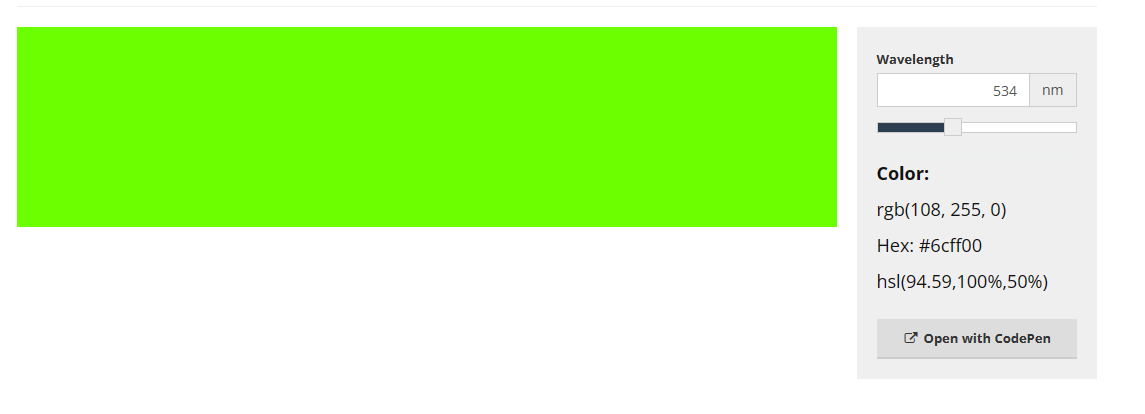 Wavelength
534 nm
Color:
rgb(108, 255, 0)
Hex: #6cff00
hsl(94.59,100%,50%)
Open with CodePen